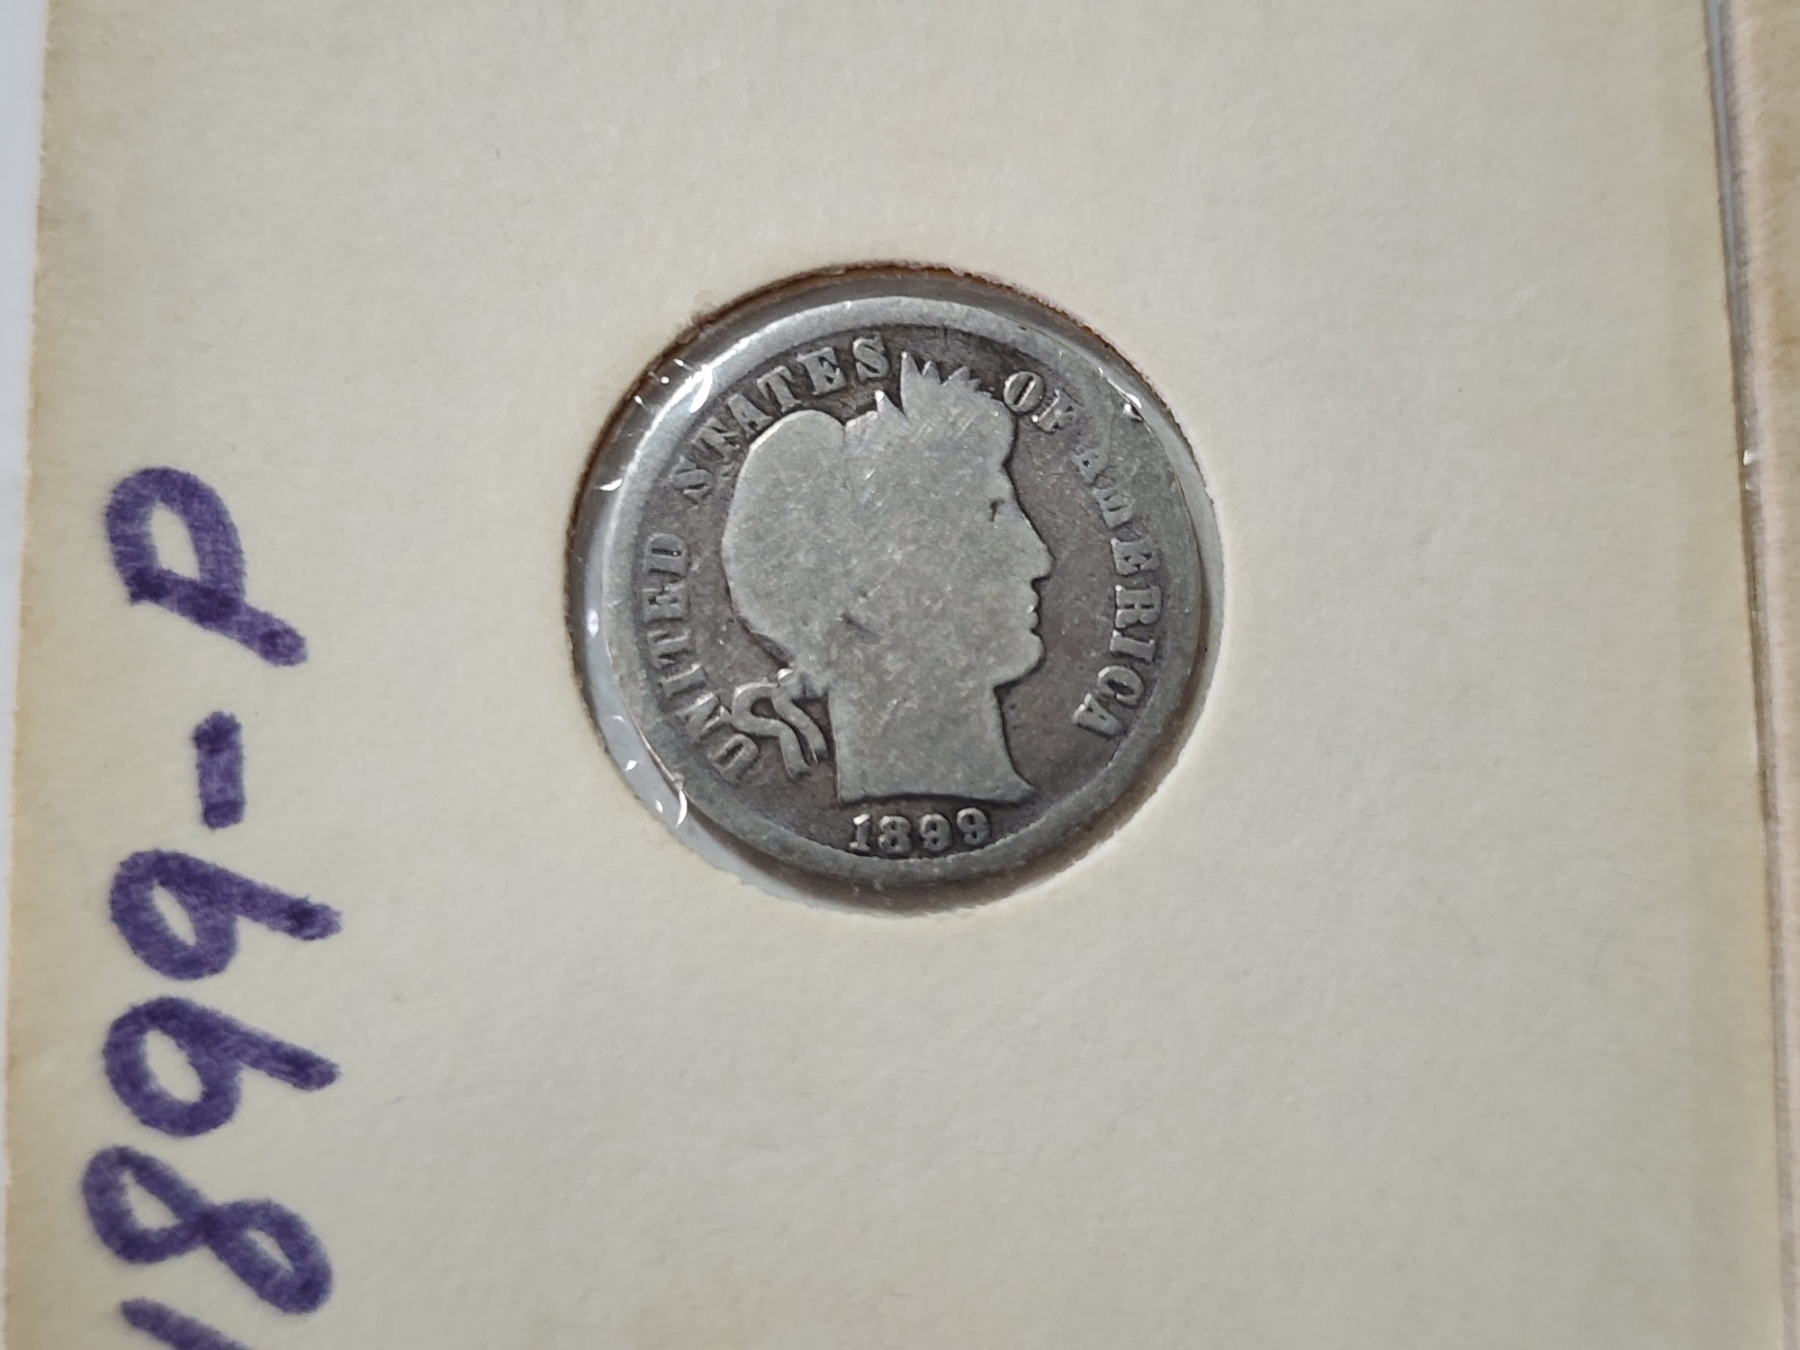 UNITED STATES OF AMERICA
1899
1899-P